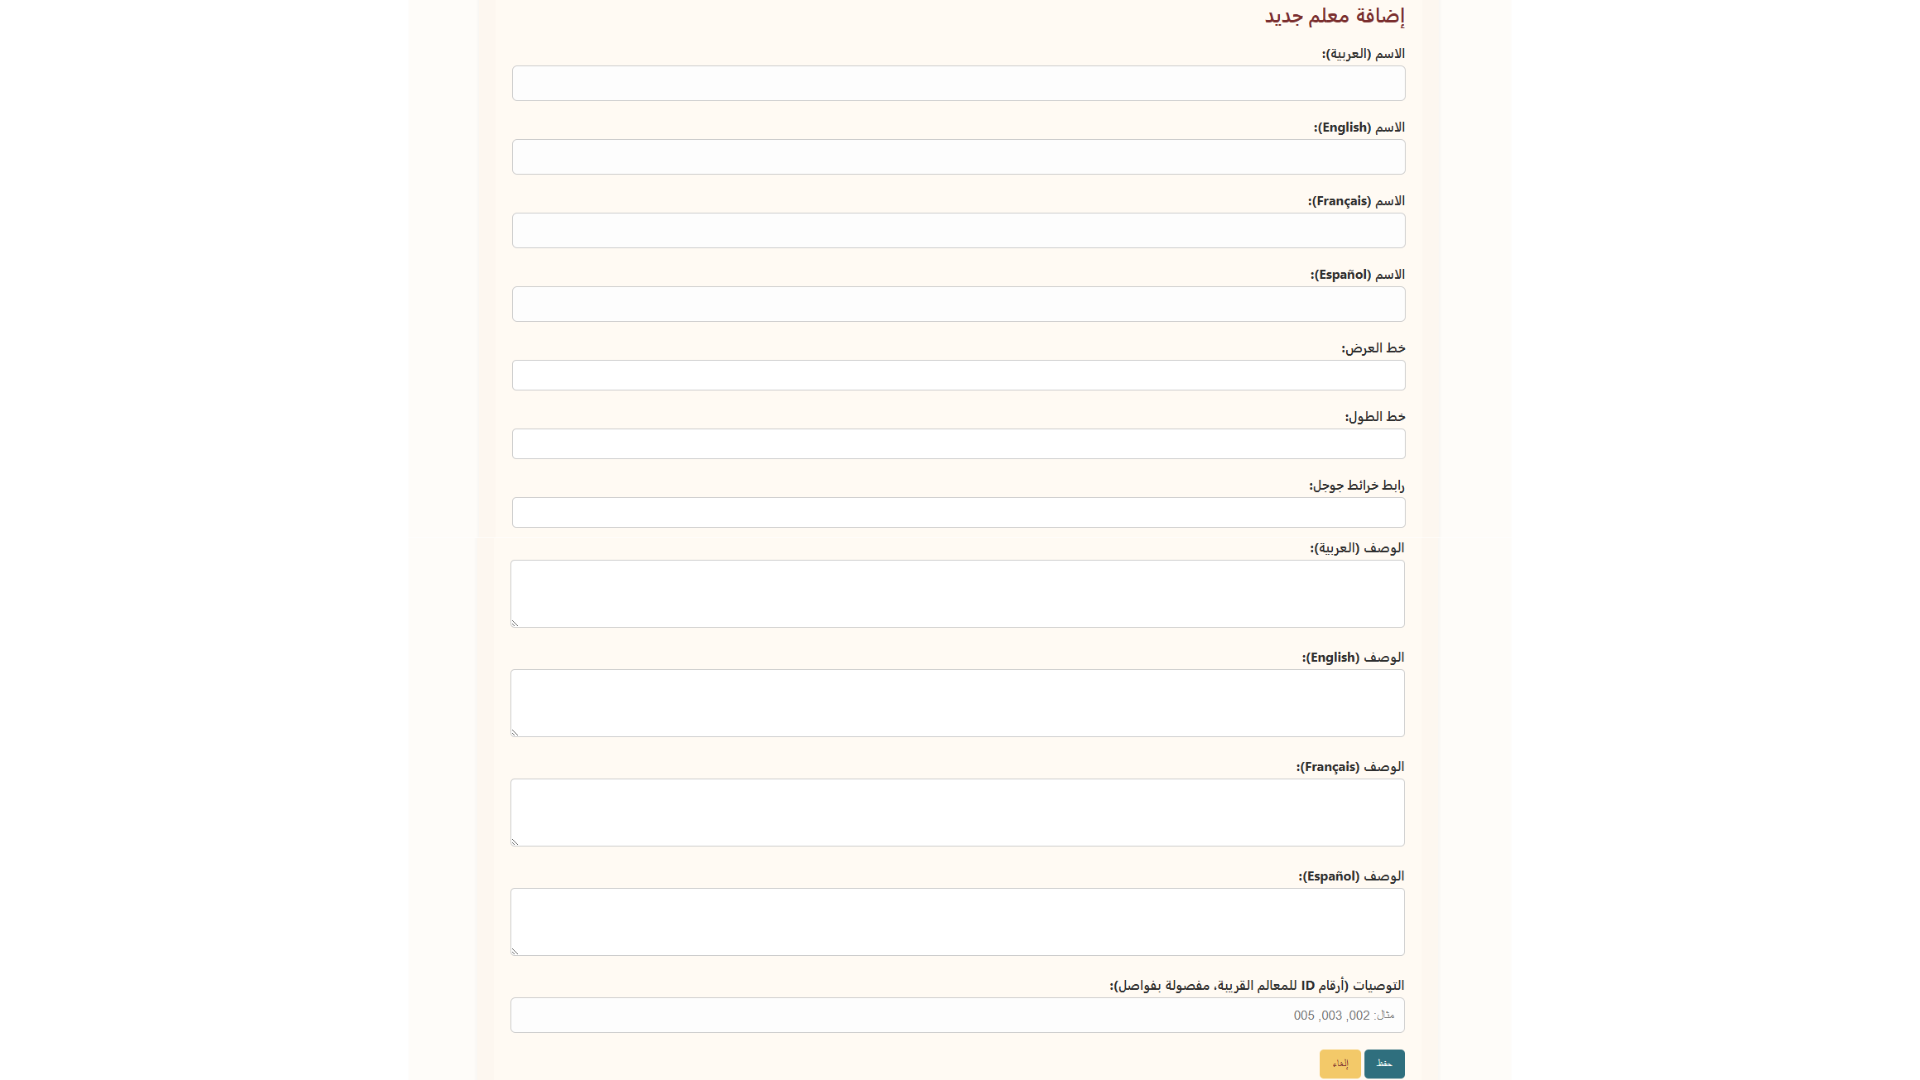 إضافة معلم جديد
الاسم (العربية):
الاسم (English):
الاسم (Français):
الاسم (Español):
خط العرض:
خط الطول:
رابط خرائط جوجل:
الوصف (العربية):
الوصف (English):
الوصف (Français):
الوصف (Español):
التوصيات (أرقام ID للمعالم القريبة، مفصولة بفواصل):
مثال: 002, 003, 005
حفظ إلغاء